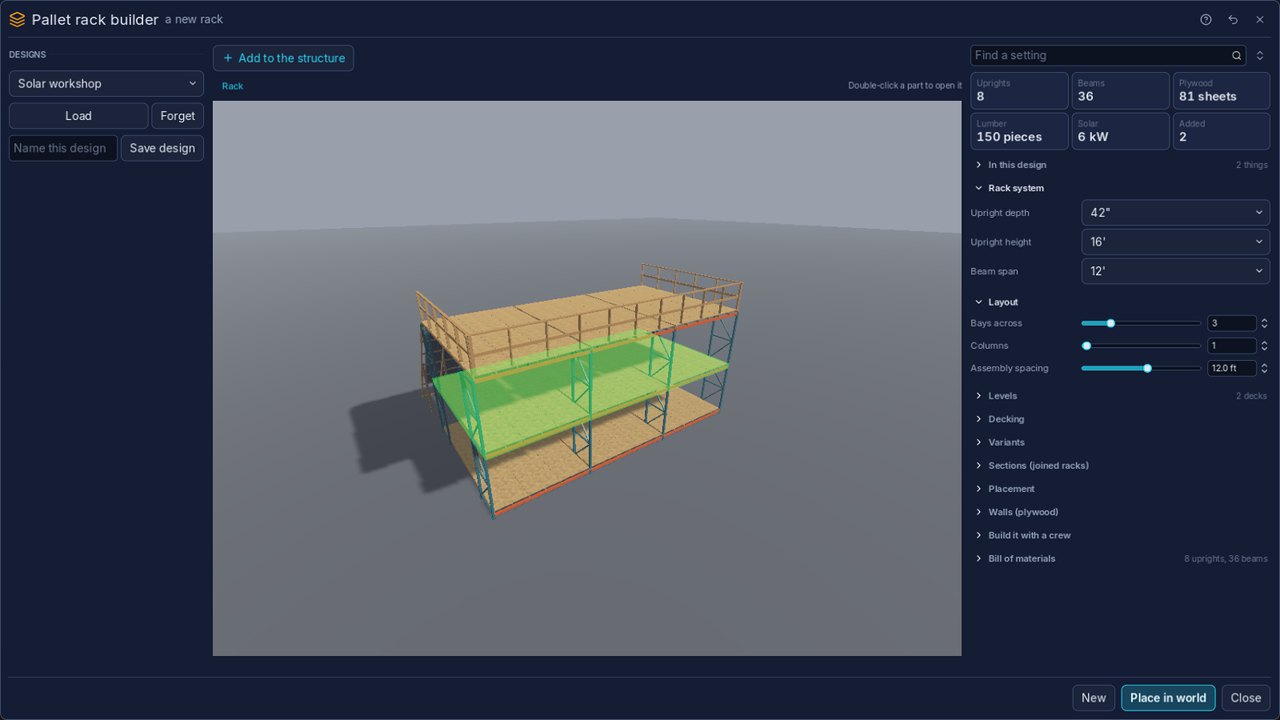 Pallet rack builder a new rack
DESIGNS
Solar workshop
Load Forget
Name this design Save design
+ Add to the structure
Rack Double-click a part to open it
Find a setting
Uprights Beams Plywood
8 36 81 sheets
Lumber Solar Added
150 pieces 6 kW 2
In this design 2 things
Rack system
Upright depth 42"
Upright height 16'
Beam span 12'
Layout
Bays across 3
Columns 1
Assembly spacing 12.0 ft
Levels 2 decks
Decking
Variants
Sections (joined racks)
Placement
Walls (plywood)
Build it with a crew
Bill of materials 8 uprights, 36 beams
New Place in world Close